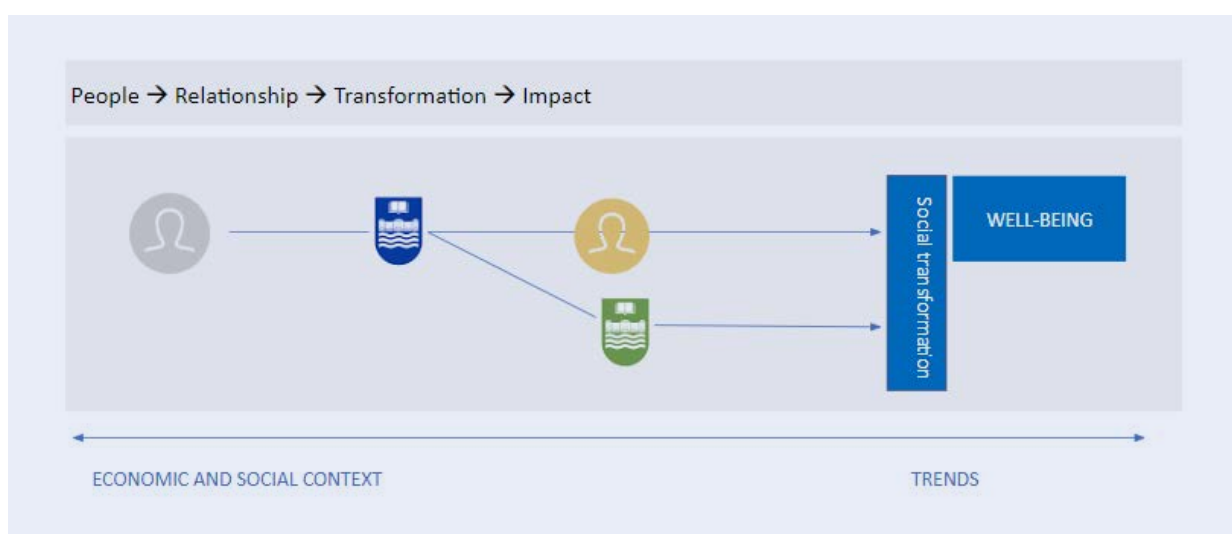 People → Relationship → Transformation → Impact
Social transformation
WELL-BEING
ECONOMIC AND SOCIAL CONTEXT
TRENDS